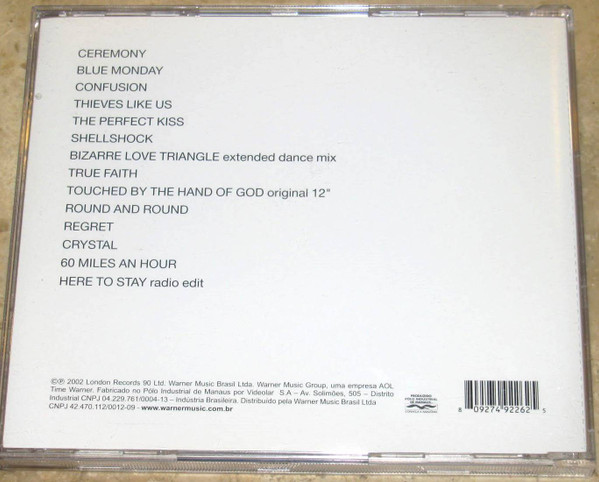 CEREMONY
BLUE MONDAY
CONFUSION
THIEVES LIKE US
THE PERFECT KISS
SHELLSHOCK
BIZARRE LOVE TRIANGLE extended dance mix
TRUE FAITH
TOUCHED BY THE HAND OF GOD original 12"
ROUND AND ROUND
REGRET
CRYSTAL
60 MILES AN HOUR
HERE TO STAY radio edit
©℗ 2002 London Records 90 Ltd. Warner Music Brasil Ltda. Warner Music Group, uma empresa AOL
Time Warner. Fabricado no Pólo Industrial de Manaus por Videolar S.A – Av. Solimões, 505 – Distrito
Industrial CNPJ 04.229.761/0004-13 – Indústria Brasileira. Distribuído pela Warner Music Brasil Ltda
CNPJ 42.470.112/0012-09 - www.warnermusic.com.br
8 09274 92262 5